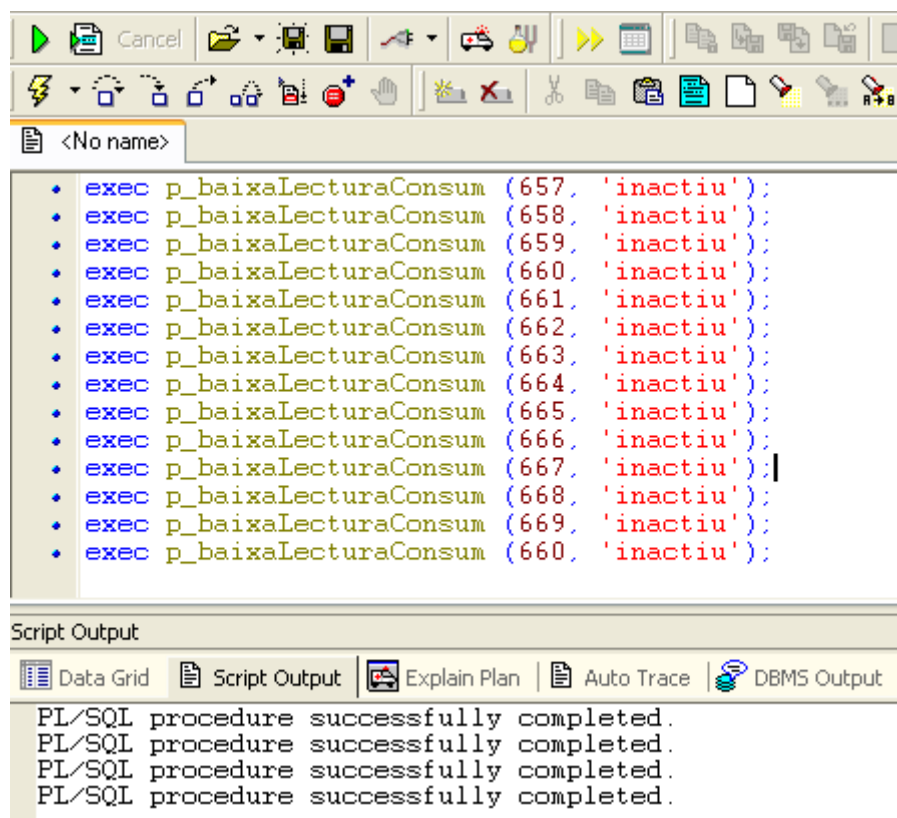 Cancel
<No name>
exec p_baixaLecturaConsum (657, 'inactiu');
exec p_baixaLecturaConsum (658, 'inactiu');
exec p_baixaLecturaConsum (659, 'inactiu');
exec p_baixaLecturaConsum (660, 'inactiu');
exec p_baixaLecturaConsum (661, 'inactiu');
exec p_baixaLecturaConsum (662, 'inactiu');
exec p_baixaLecturaConsum (663, 'inactiu');
exec p_baixaLecturaConsum (664, 'inactiu');
exec p_baixaLecturaConsum (665, 'inactiu');
exec p_baixaLecturaConsum (666, 'inactiu');
exec p_baixaLecturaConsum (667, 'inactiu');
exec p_baixaLecturaConsum (668, 'inactiu');
exec p_baixaLecturaConsum (669, 'inactiu');
exec p_baixaLecturaConsum (660, 'inactiu');
Script Output
Data Grid Script Output Explain Plan Auto Trace DBMS Output
PL/SQL procedure successfully completed.
PL/SQL procedure successfully completed.
PL/SQL procedure successfully completed.
PL/SQL procedure successfully completed.